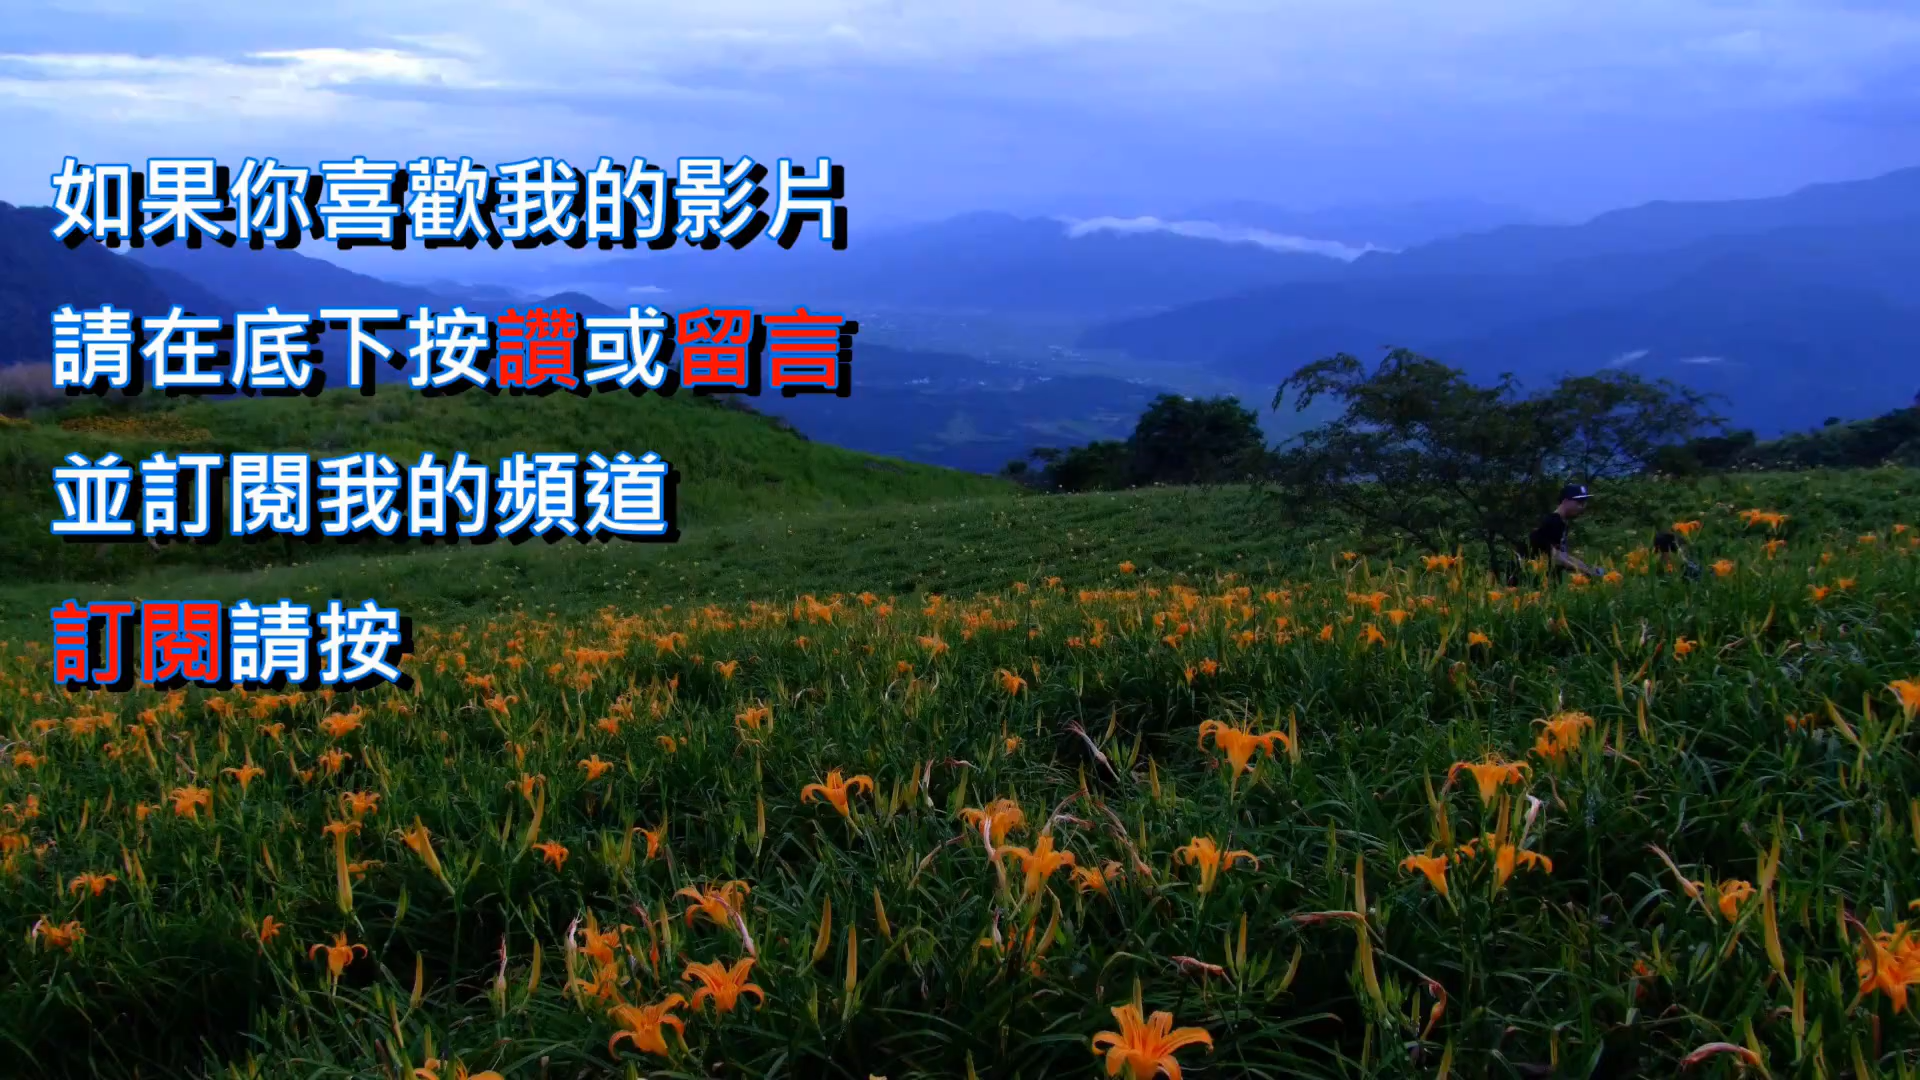 如果你喜歡我的影片
請在底下按讚或留言
並訂閱我的頻道
訂閱請按